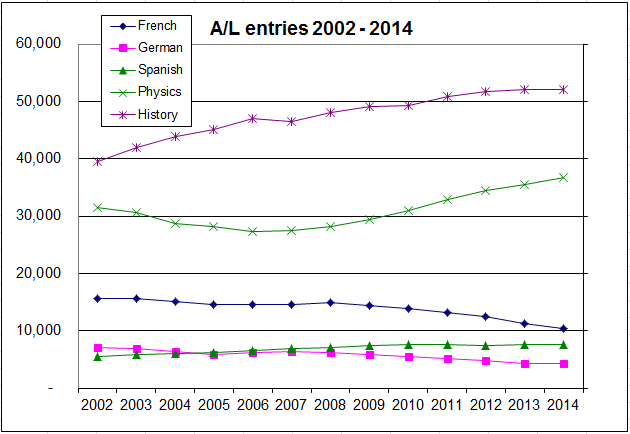 A/L entries 2002 - 2014
French
German
Spanish
Physics
History
60,000
50,000
40,000
30,000
20,000
10,000
-
2002 2003 2004 2005 2006 2007 2008 2009 2010 2011 2012 2013 2014